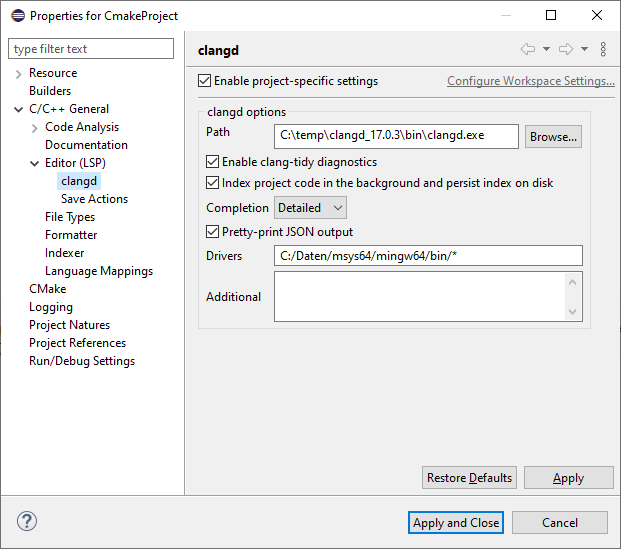 Properties for CmakeProject
type filter text
Resource
Builders
C/C++ General
Code Analysis
Documentation
Editor (LSP)
clangd
Save Actions
File Types
Formatter
Indexer
Language Mappings
CMake
Logging
Project Natures
Project References
Run/Debug Settings
clangd
Enable project-specific settings
Configure Workspace Settings...
clangd options
Path
C:\temp\clangd_17.0.3\bin\clangd.exe
Browse...
Enable clang-tidy diagnostics
Index project code in the background and persist index on disk
Completion
Detailed
Pretty-print JSON output
Drivers
C:/Daten/msys64/mingw64/bin/*
Additional
Restore Defaults
Apply
?
Apply and Close
Cancel